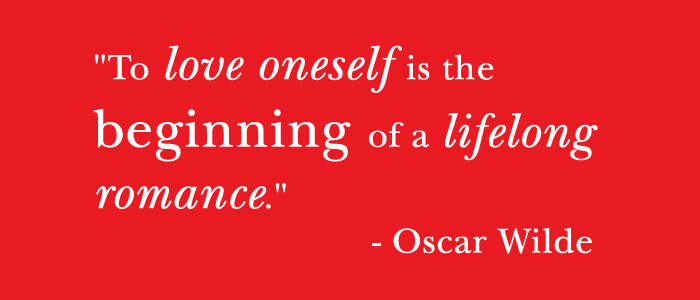 "To love oneself is the
beginning of a lifelong
romance."
- Oscar Wilde